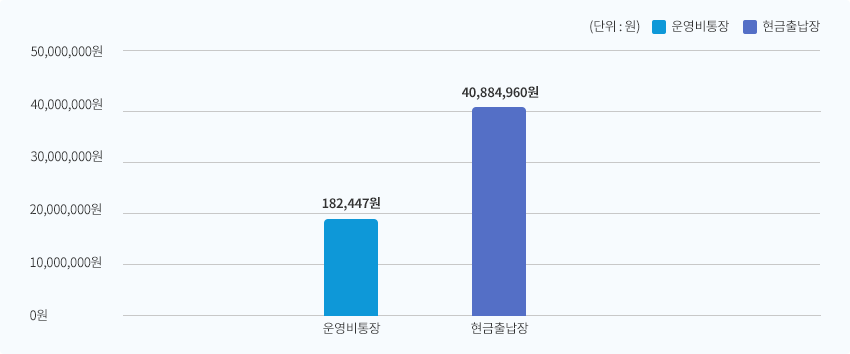 (단위 : 원) 운영비통장 현금출납장
50,000,000원
40,000,000원
30,000,000원
20,000,000원
10,000,000원
0원
182,447원
40,884,960원
운영비통장 현금출납장